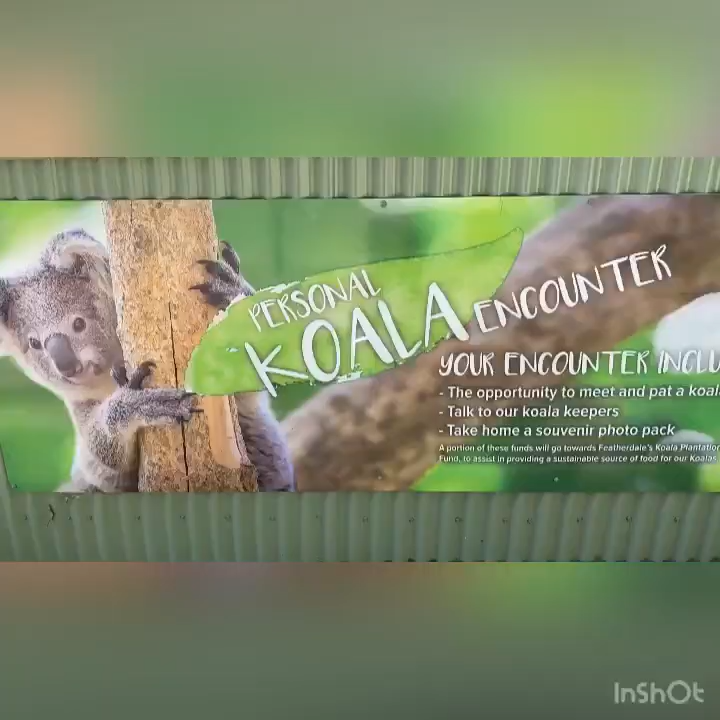 PERSONAL
KOALA ENCOUNTER
YOUR ENCOUNTER INCLU
- The opportunity to meet and pat a koal
- Talk to our koala keepers
- Take home a souvenir photo pack
A portion of these funds will go towards Featherdale's Koala Plantation
Fund, to assist in providing a sustainable source of food for our Koalas
InShOt